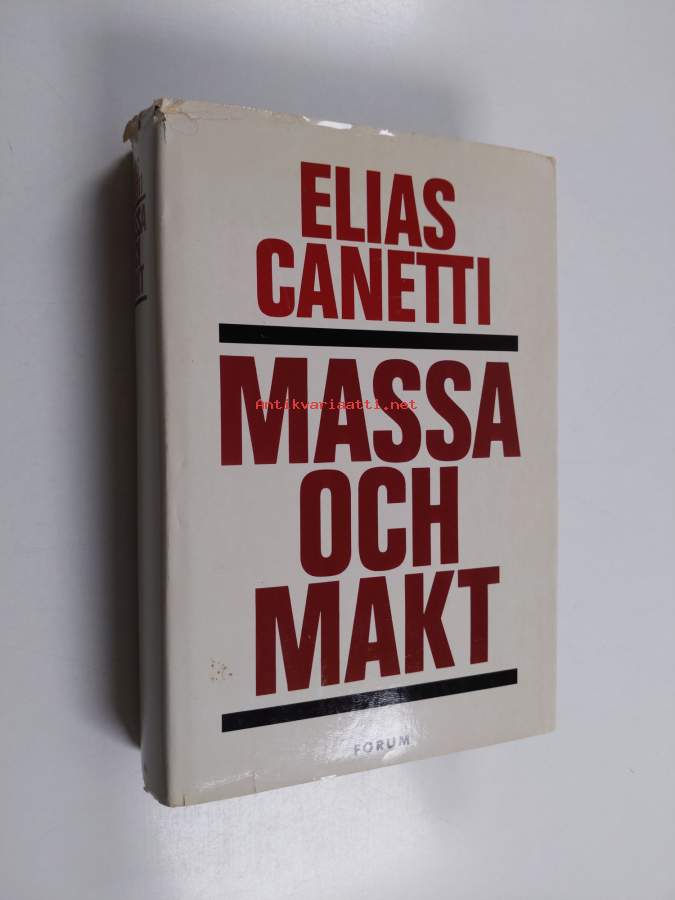 ELIAS
CANETTI
MASSA
Antikvariaatti.net
OCH
MAKT
FORUM